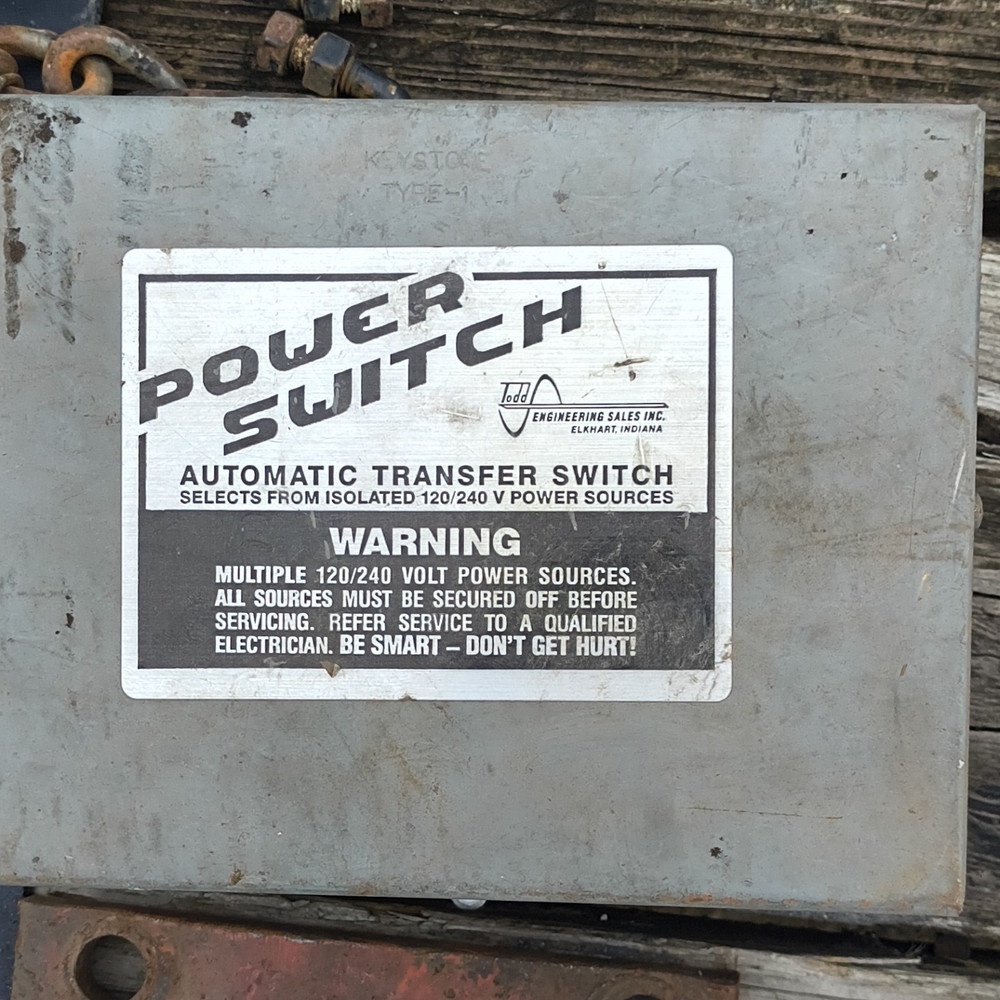 KEYSTONE
TYPE-1
POWER
SWITCH
Todd
ENGINEERING SALES INC.
ELKHART, INDIANA
AUTOMATIC TRANSFER SWITCH
SELECTS FROM ISOLATED 120/240 V POWER SOURCES
WARNING
MULTIPLE 120/240 VOLT POWER SOURCES.
ALL SOURCES MUST BE SECURED OFF BEFORE
SERVICING. REFER SERVICE TO A QUALIFIED
ELECTRICIAN. BE SMART – DON'T GET HURT!